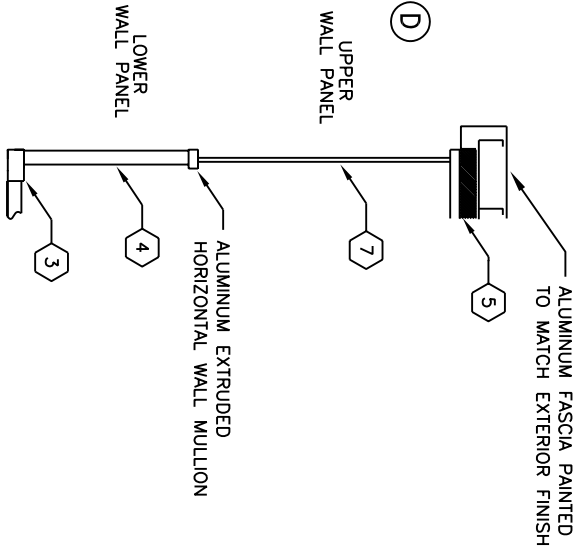 D
ALUMINUM FASCIA PAINTED
TO MATCH EXTERIOR FINISH
5
UPPER
WALL PANEL
7
ALUMINUM EXTRUDED
HORIZONTAL WALL MULLION
LOWER
WALL PANEL
4
3